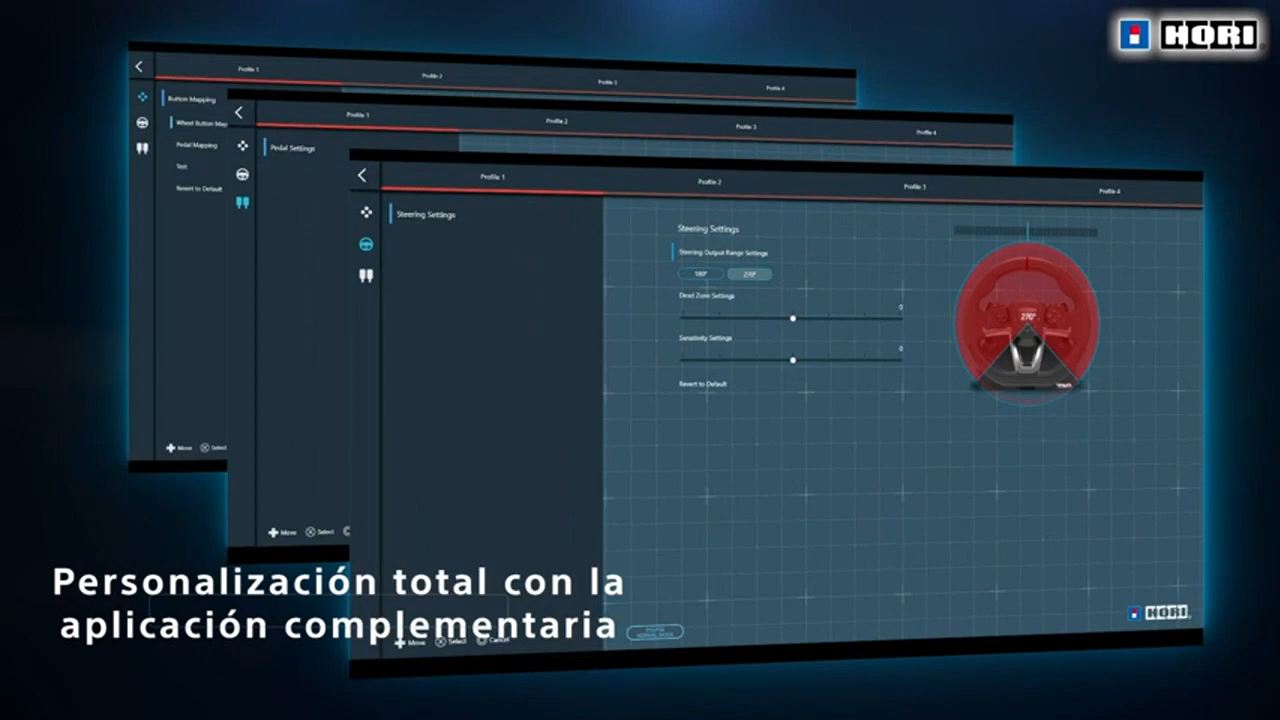 HORI
Profile 1
Profile 2
Profile 3
Profile 4
Button Mapping
Wheel Button Map
Pedal Mapping
Test
Revert to Default
Move
Select
Profile 1
Profile 2
Profile 3
Profile 4
Pedal Settings
Move
Select
Profile 1
Profile 2
Profile 3
Profile 4
Steering Settings
Steering Settings
Steering Output Range Settings
180°
270°
Dead Zone Settings
0
Sensitivity Settings
0
Revert to Default
270°
HORI
Move
Select
Cancel
Personalización total con la
aplicación complementaria